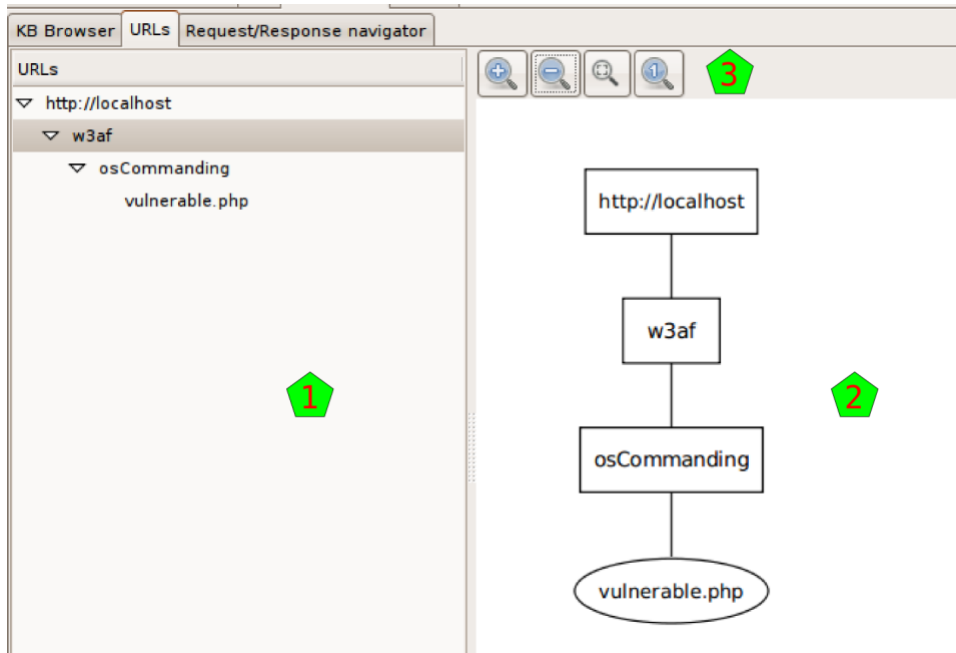 KB Browser URLs Request/Response navigator
URLs
http://localhost
w3af
osCommanding
vulnerable.php
1
3
http://localhost
w3af
osCommanding
vulnerable.php
2
1